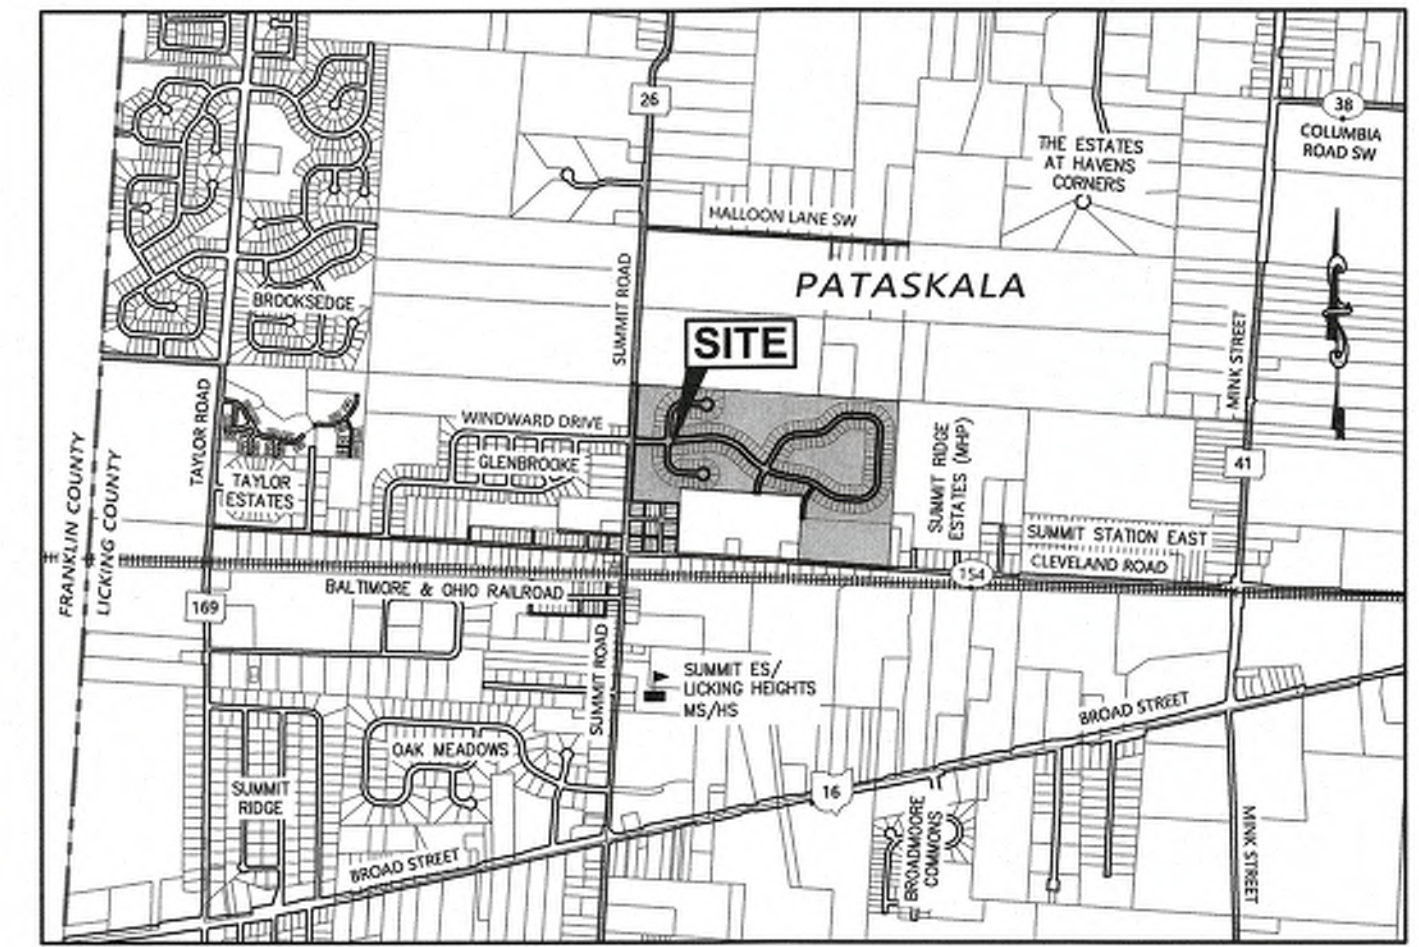 26
38
COLUMBIA
ROAD SW
THE ESTATES
AT HAVENS
CORNERS
HALLOON LANE SW
PATASKALA
SUMMIT ROAD
BROOKSEDGE
SITE
MINK STREET
TAYLOR ROAD
WINDWARD DRIVE
GLENBROOKE
TAYLOR
ESTATES
SUMMIT RIDGE
ESTATES (MHP)
41
FRANKLIN COUNTY
LICKING COUNTY
SUMMIT STATION EAST
CLEVELAND ROAD
154
BALTIMORE & OHIO RAILROAD
169
SUMMIT ROAD
SUMMIT ES/
LICKING HEIGHTS
MS/HS
BROAD STREET
OAK MEADOWS
SUMMIT
RIDGE
16
BROADMOORE
COMMONS
MINK STREET
BROAD STREET